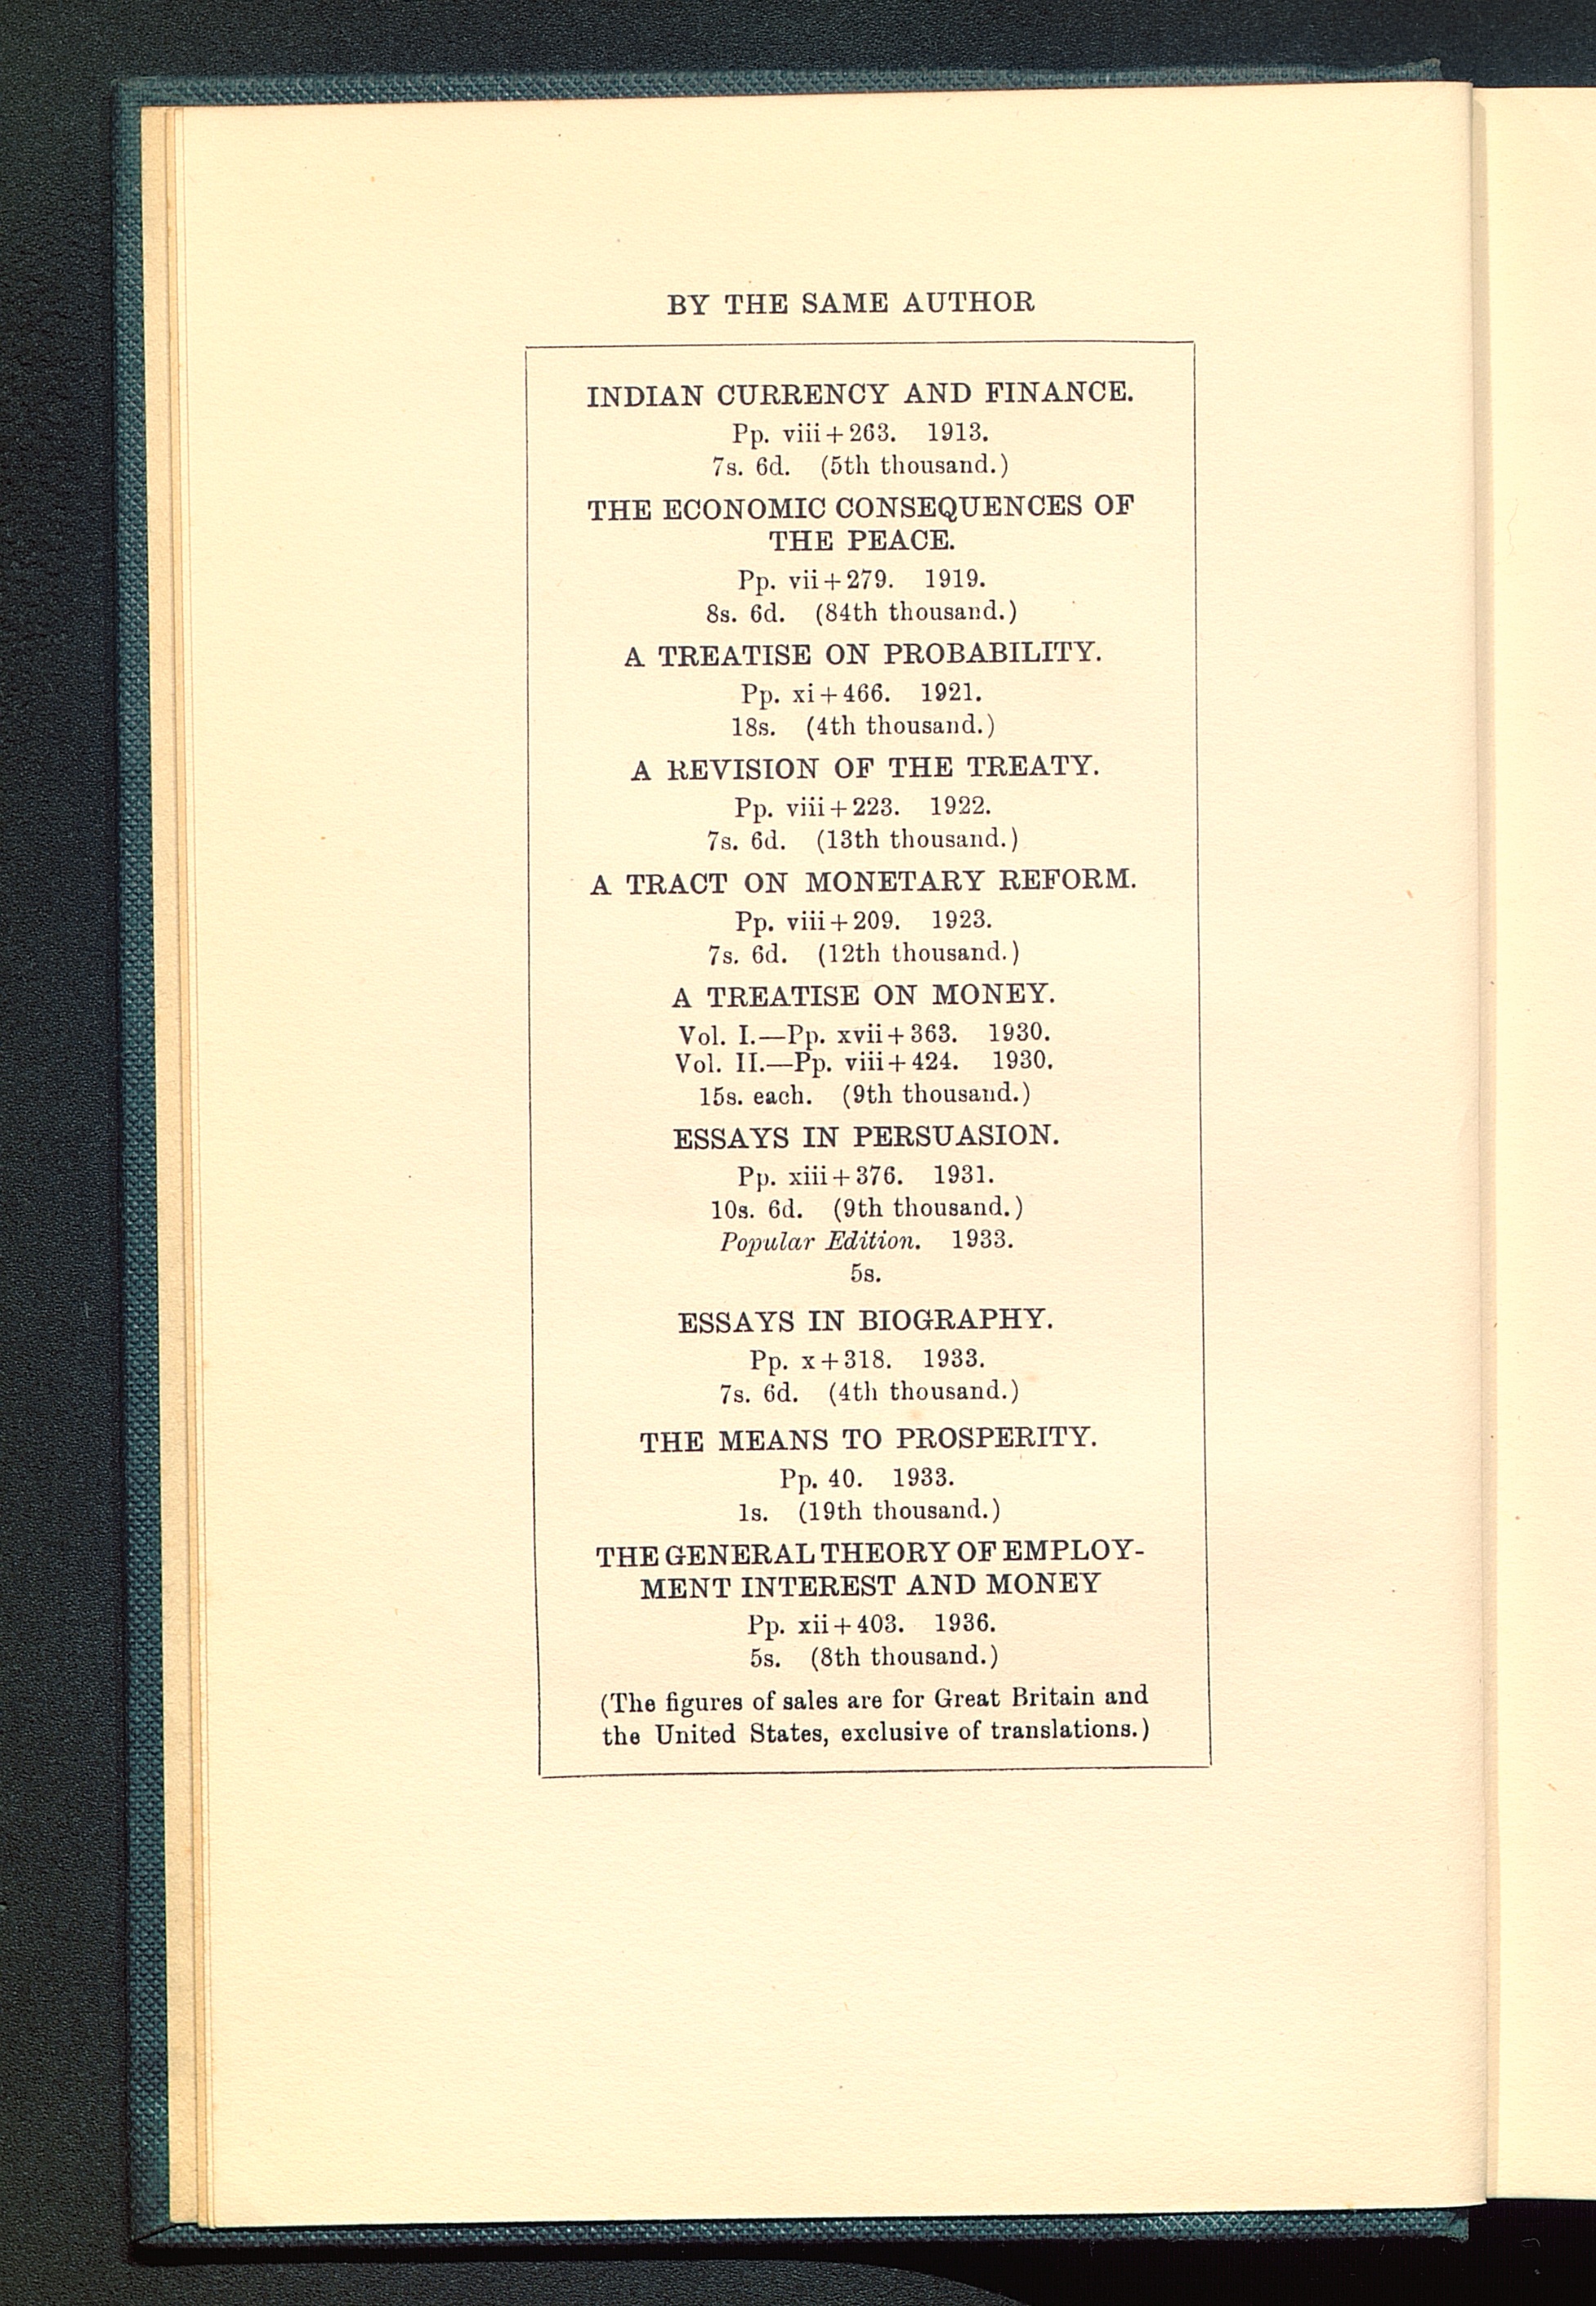 BY THE SAME AUTHOR
INDIAN CURRENCY AND FINANCE.
Pp. viii+263. 1913.
7s. 6d. (5th thousand.)
THE ECONOMIC CONSEQUENCES OF
THE PEACE.
Pp. vii+279. 1919.
8s. 6d. (84th thousand.)
A TREATISE ON PROBABILITY.
Pp. xi+466. 1921.
18s. (4th thousand.)
A REVISION OF THE TREATY.
Pp. viii+223. 1922.
7s. 6d. (13th thousand.)
A TRACT ON MONETARY REFORM.
Pp. viii+209. 1923.
7s. 6d. (12th thousand.)
A TREATISE ON MONEY.
Vol. I.—Pp. xvii+363. 1930.
Vol. II.—Pp. viii+424. 1930.
15s. each. (9th thousand.)
ESSAYS IN PERSUASION.
Pp. xiii+376. 1931.
10s. 6d. (9th thousand.)
Popular Edition. 1933.
5s.
ESSAYS IN BIOGRAPHY.
Pp. x+318. 1933.
7s. 6d. (4th thousand.)
THE MEANS TO PROSPERITY.
Pp. 40. 1933.
1s. (19th thousand.)
THE GENERAL THEORY OF EMPLOY-
MENT INTEREST AND MONEY
Pp. xii+403. 1936.
5s. (8th thousand.)
(The figures of sales are for Great Britain and
the United States, exclusive of translations.)